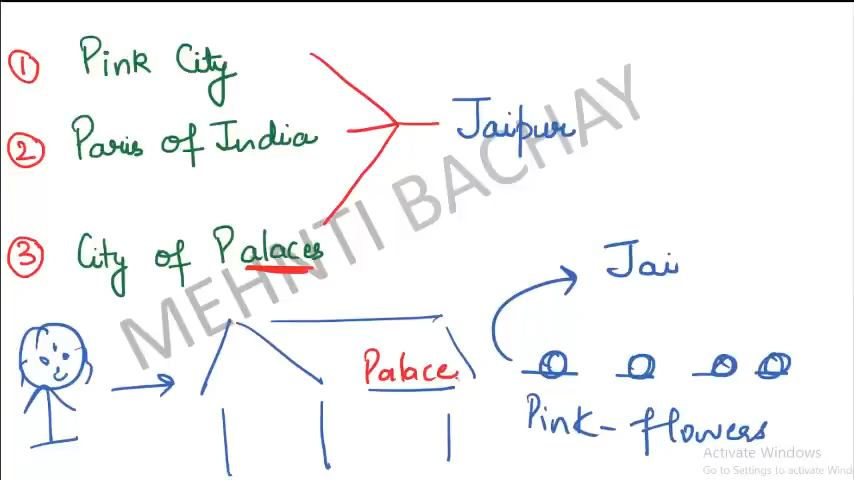 ① Pink City
② Paris of India
Jaipur
③ City of Palaces
Jai
Palace
Pink - flowers
MEHNTI BACHAY
Activate Windows
Go to Settings to activate Wind